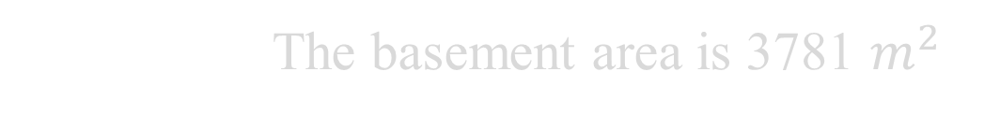 The basement area is 3781 m²